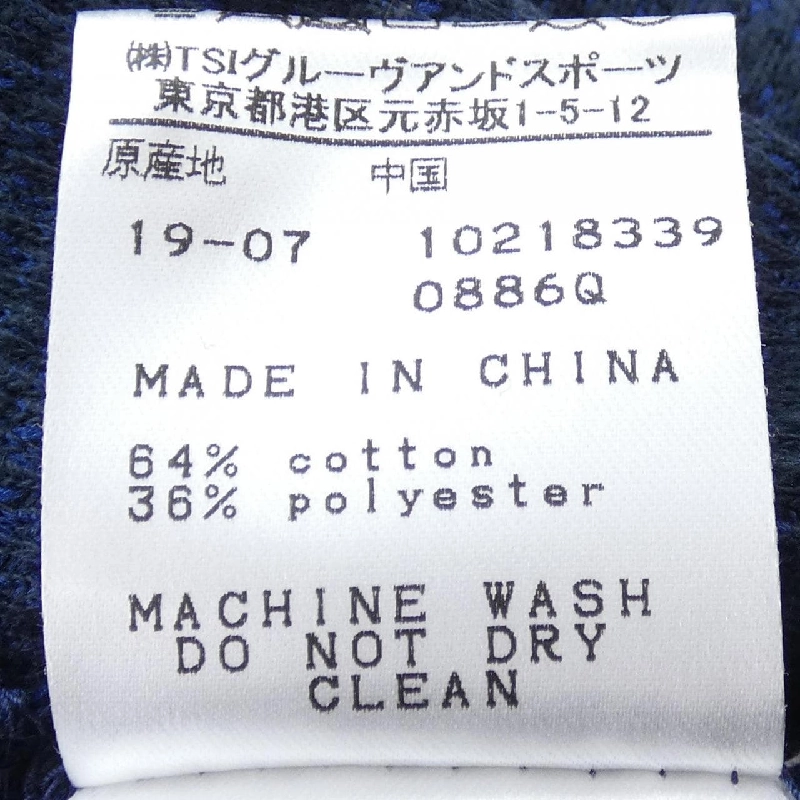 (株)TSIグルーヴアンドスポーツ
東京都港区元赤坂1-5-12
原産地 中国
19-07 10218339
0886Q
MADE IN CHINA
64% cotton
36% polyester
MACHINE WASH
DO NOT DRY
CLEAN